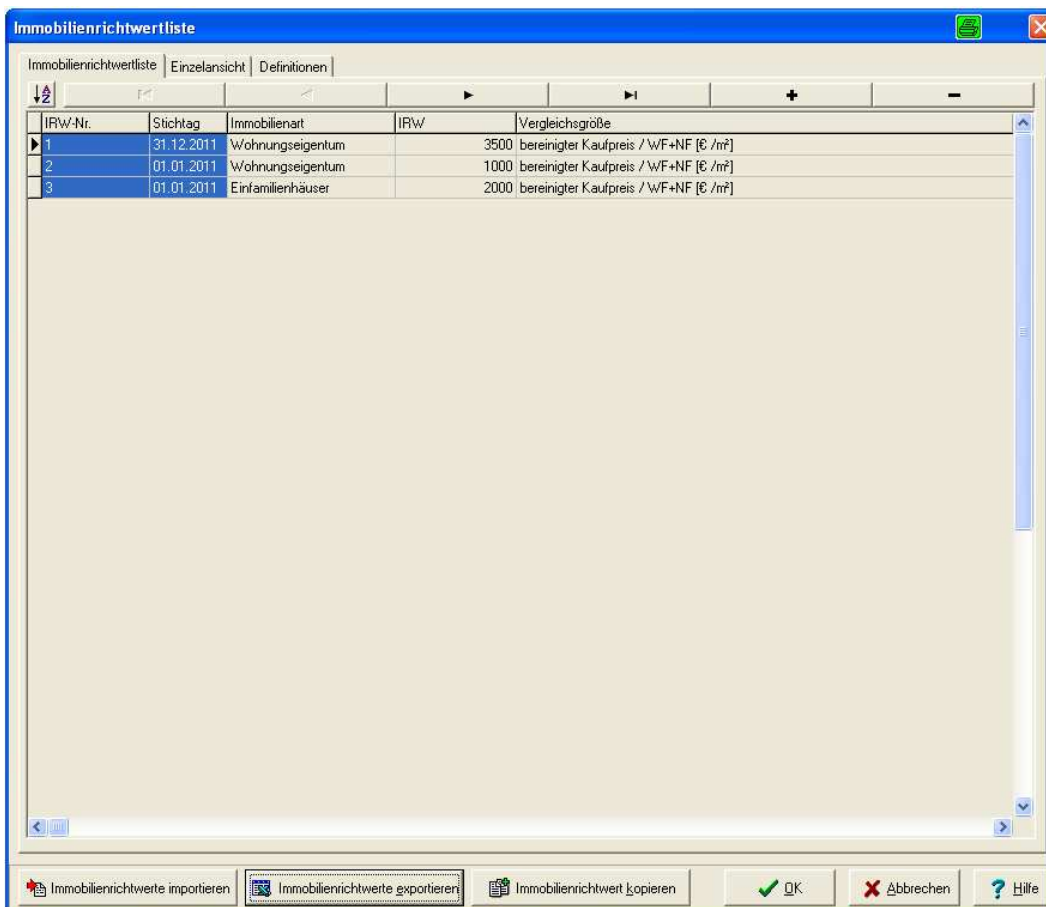 Immobilienrichtwertliste
Immobilienrichtwertliste Einzelansicht Definitionen
IRW-Nr. Stichtag Immobilienart IRW Vergleichsgröße
1 31.12.2011 Wohnungseigentum 3500 bereinigter Kaufpreis / WF+NF [€ /m²]
2 01.01.2011 Wohnungseigentum 1000 bereinigter Kaufpreis / WF+NF [€ /m²]
3 01.01.2011 Einfamilienhäuser 2000 bereinigter Kaufpreis / WF+NF [€ /m²]
Immobilienrichtwerte importieren Immobilienrichtwerte exportieren Immobilienrichtwert kopieren OK Abbrechen Hilfe